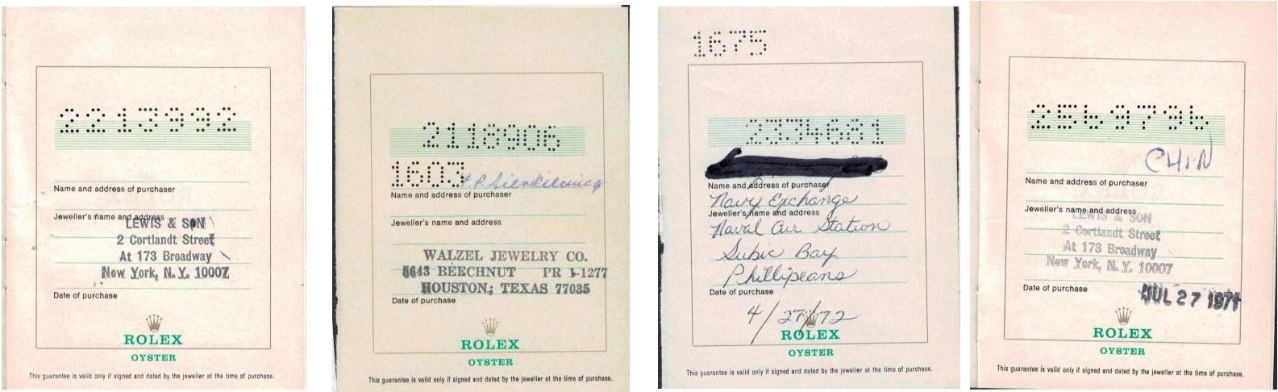 2213992
Name and address of purchaser
Jeweller's name and address
LEWIS & SON
2 Cortlandt Street
At 173 Broadway
New York, N.Y. 10007
Date of purchase
ROLEX
OYSTER
This guarantee is valid only if signed and dated by the jeweller at the time of purchase.
2118906
1603
Name and address of purchaser
Jeweller's name and address
WALZEL JEWELRY CO.
5643 BEECHNUT PR 1-1277
HOUSTON, TEXAS 77035
Date of purchase
ROLEX
OYSTER
This guarantee is valid only if signed and dated by the jeweller at the time of purchase.
1675
2334681
Name and address of purchaser
Navy Exchange
Jeweller's name and address
Naval Air Station
Subic Bay
Phillipeans
Date of purchase
4/27/72
ROLEX
OYSTER
This guarantee is valid only if signed and dated by the jeweller at the time of purchase.
2569796
CHIN
Name and address of purchaser
Jeweller's name and address
LEWIS & SON
2 Cortlandt Street
At 173 Broadway
New York, N.Y. 10007
Date of purchase
JUL 27 1971
ROLEX
OYSTER
This guarantee is valid only if signed and dated by the jeweller at the time of purchase.